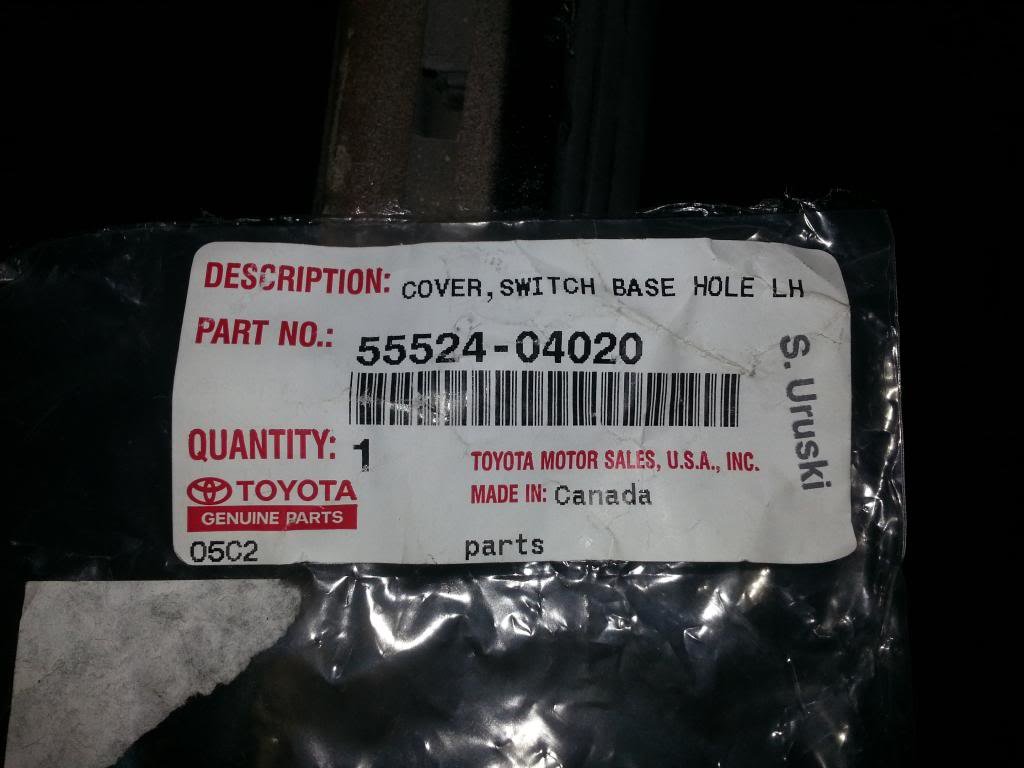 DESCRIPTION: COVER,SWITCH BASE HOLE LH
PART NO.: 55524-04020
S. Uruski
QUANTITY: 1
TOYOTA MOTOR SALES, U.S.A., INC.
TOYOTA
MADE IN: Canada
GENUINE PARTS
05C2
parts